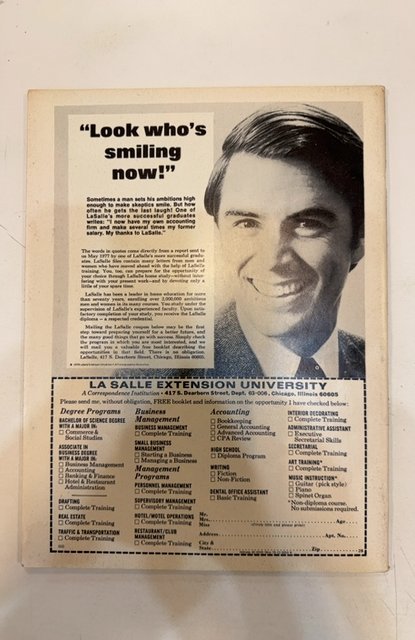 “Look who’s
smiling
now!”
Sometimes a man sets his ambitions high
enough to make skeptics smile. But how
often he gets the last laugh! One of
LaSalle’s more successful graduates
writes: “I now have my own accounting
firm and make several times my former
salary. My thanks to LaSalle.”
The words in quotes come directly from a report sent to
us May 1977 by one of LaSalle’s more successful gradu-
ates. LaSalle files contain many letters from men and
women who have moved ahead with the help of LaSalle
training. You, too, can prepare for the opportunity of
your choice through LaSalle home study—without inter-
fering with your present work—and by devoting only a
little of your spare time.
LaSalle has been a leader in home education for more
than seventy years, enrolling over 2,000,000 ambitious
men and women in its many courses. You study under the
supervision of LaSalle’s experienced faculty. Upon satis-
factory completion of your study, you receive the LaSalle
diploma — a respected credential.
Mailing the LaSalle coupon below may be the first
step toward preparing yourself for a better future, and
the many good things that go with success. Simply check
the program in which you are most interested, and we
will mail you a valuable free booklet describing the
opportunities in that field. There is no obligation.
LaSalle, 417 S. Dearborn Street, Chicago, Illinois 60605.
LA SALLE EXTENSION UNIVERSITY
A Correspondence Institution • 417 S. Dearborn Street, Dept. 63-006, Chicago, Illinois 60605
Please send me, without obligation, FREE booklet and information on the opportunity I have checked below:
Degree Programs
BACHELOR OF SCIENCE DEGREE
WITH A MAJOR IN:
☐ Commerce &
Social Studies
ASSOCIATE IN
BUSINESS DEGREE
WITH A MAJOR IN:
☐ Business Management
☐ Accounting
☐ Banking & Finance
☐ Hotel & Restaurant
Administration
DRAFTING
☐ Complete Training
REAL ESTATE
☐ Complete Training
TRAFFIC & TRANSPORTATION
☐ Complete Training
Business
Management
BUSINESS MANAGEMENT
☐ Complete Training
SMALL BUSINESS
MANAGEMENT
☐ Starting a Business
☐ Managing a Business
Management
Programs
PERSONNEL MANAGEMENT
☐ Complete Training
SUPERVISORY MANAGEMENT
☐ Complete Training
HOTEL/MOTEL OPERATIONS
☐ Complete Training
RESTAURANT/CLUB
MANAGEMENT
☐ Complete Training
Accounting
☐ Bookkeeping
☐ General Accounting
☐ Advanced Accounting
☐ CPA Review
HIGH SCHOOL
☐ Diploma Program
WRITING
☐ Fiction
☐ Non-Fiction
DENTAL OFFICE ASSISTANT
☐ Basic Training
INTERIOR DECORATING
☐ Complete Training
ADMINISTRATIVE ASSISTANT
☐ Executive
Secretarial Skills
SECRETARIAL
☐ Complete Training
ART TRAINING*
☐ Complete Training
MUSIC INSTRUCTION*
☐ Guitar (pick style)
☐ Piano
☐ Spinet Organ
*Non-diploma course.
No submissions required.
Mr.
Mrs.
Miss
Age
(Circle title and please print)
Address
Apt. No.
City &
State
Zip